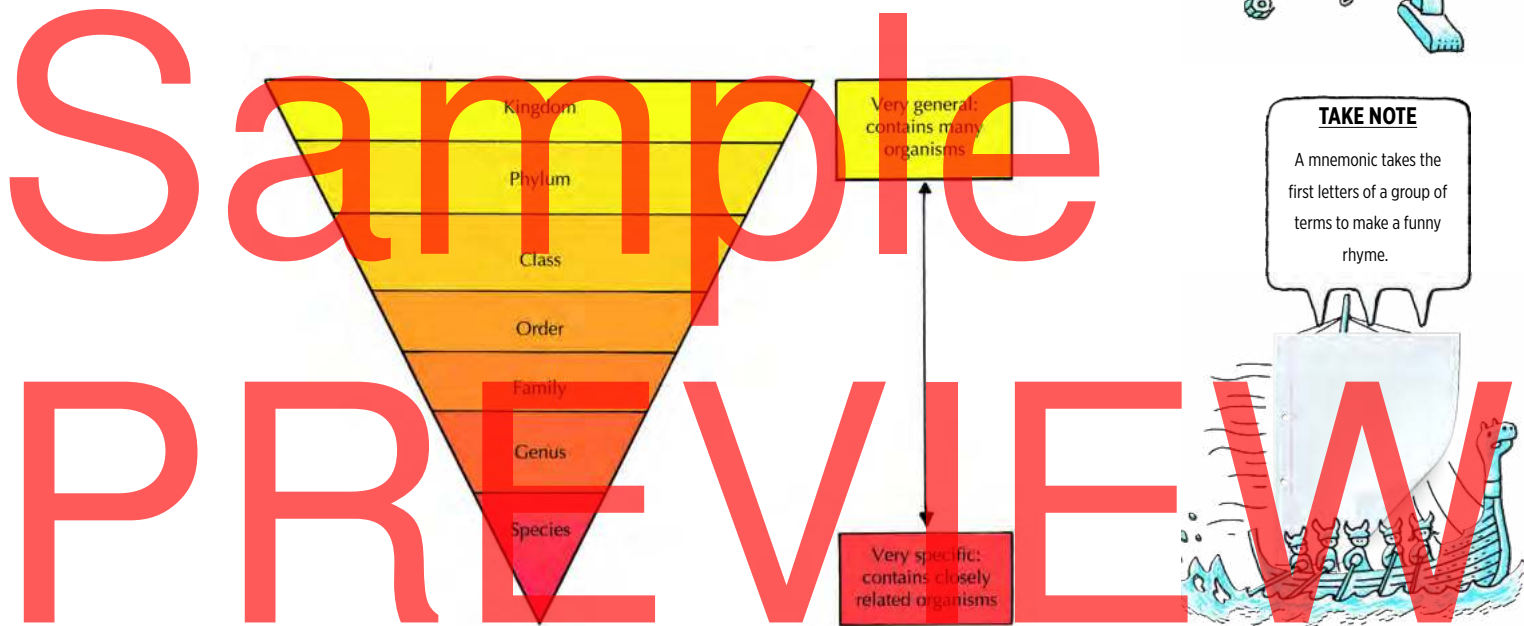 Sample
PREVIEW
Kingdom
Phylum
Class
Order
Family
Genus
Species
Very general:
contains many
organisms
Very specific:
contains closely
related organisms
TAKE NOTE
A mnemonic takes the
first letters of a group of
terms to make a funny
rhyme.